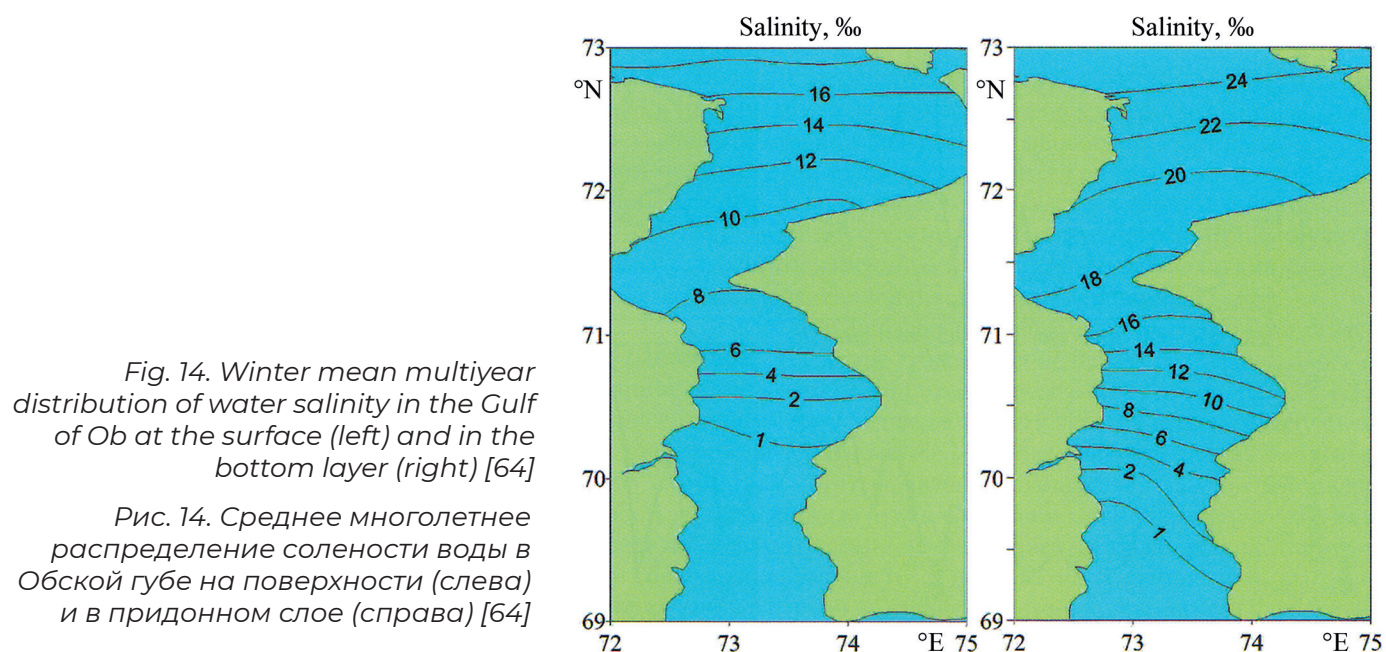 Fig. 14. Winter mean multiyear
distribution of water salinity in the Gulf
of Ob at the surface (left) and in the
bottom layer (right) [64]
Рис. 14. Среднее многолетнее
распределение солености воды в
Обской губе на поверхности (слева)
и в придонном слое (справа) [64]
Salinity, ‰
73
°N
72
71
70
69
72
73
74
°E
75
16
14
12
10
8
6
4
2
1
Salinity, ‰
73
°N
72
71
70
69
72
73
74
°E
75
24
22
20
18
16
14
12
10
8
6
4
2
1